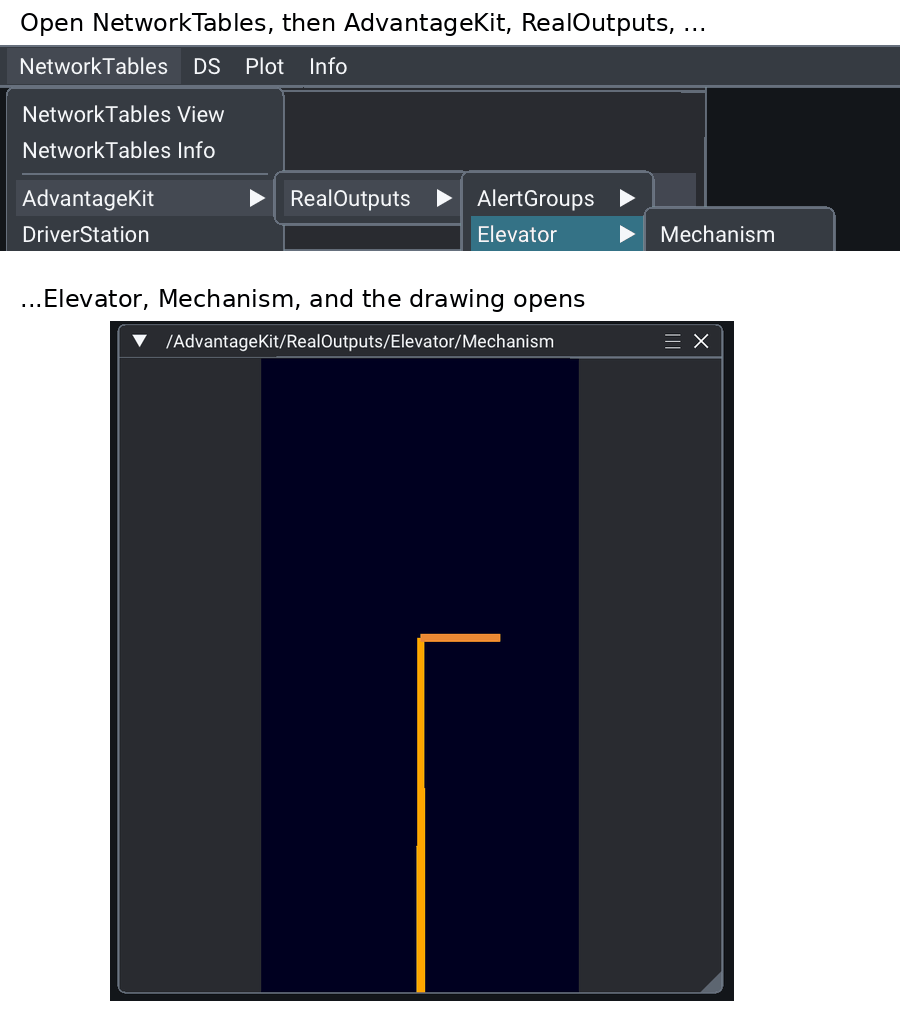 Open NetworkTables, then AdvantageKit, RealOutputs, ...
NetworkTables DS Plot Info
NetworkTables View
NetworkTables Info
AdvantageKit RealOutputs AlertGroups
DriverStation Elevator Mechanism
...Elevator, Mechanism, and the drawing opens
/AdvantageKit/RealOutputs/Elevator/Mechanism